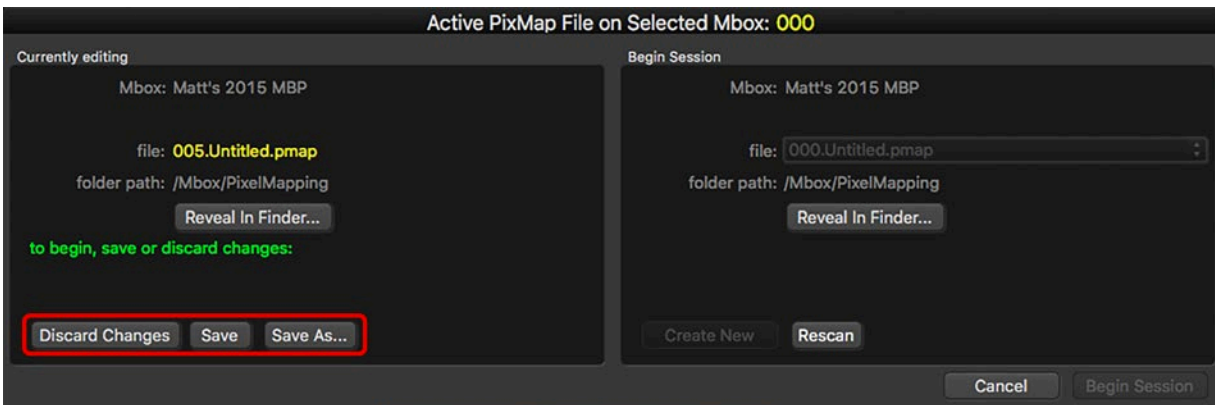 Active PixMap File on Selected Mbox: 000
Currently editing
Mbox: Matt's 2015 MBP
file: 005.Untitled.pmap
folder path: /Mbox/PixelMapping
Reveal In Finder...
to begin, save or discard changes:
Discard Changes Save Save As...
Begin Session
Mbox: Matt's 2015 MBP
file: 000.Untitled.pmap
folder path: /Mbox/PixelMapping
Reveal In Finder...
Create New Rescan
Cancel Begin Session